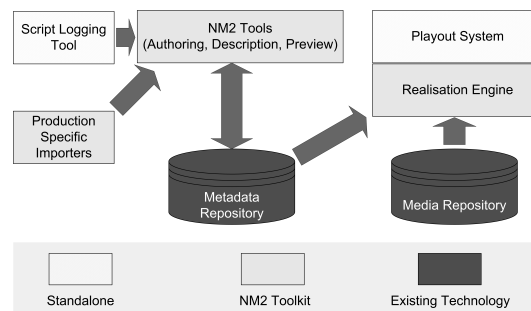 Script Logging
Tool
NM2 Tools
(Authoring, Description, Preview)
Playout System
Realisation Engine
Production
Specific
Importers
Metadata
Repository
Media Repository
Standalone
NM2 Toolkit
Existing Technology